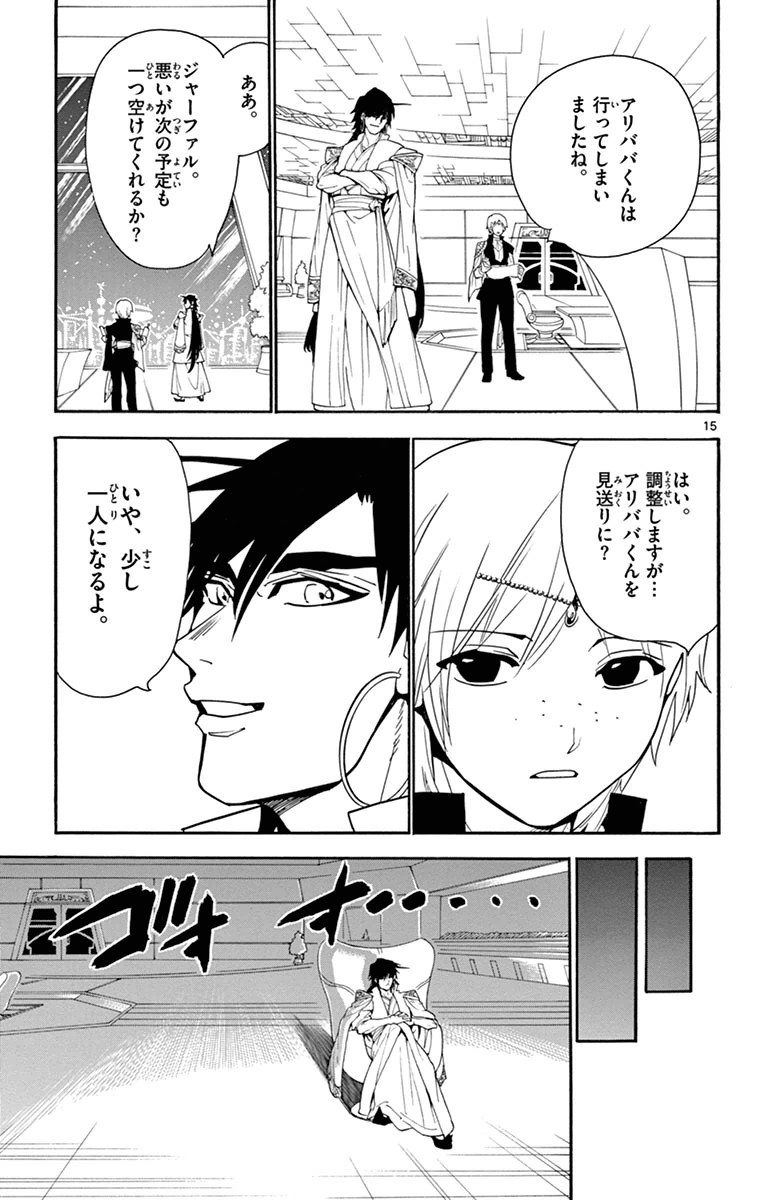 アリババくんは
行ってしまい
ましたね。
ああ。
ジャーファル。
悪いが次の予定も
一つ空けてくれるか?
15
はい。
調整しますが…
アリババくんを
見送りに?
いや、少し
一人になるよ。
ゴオオ……